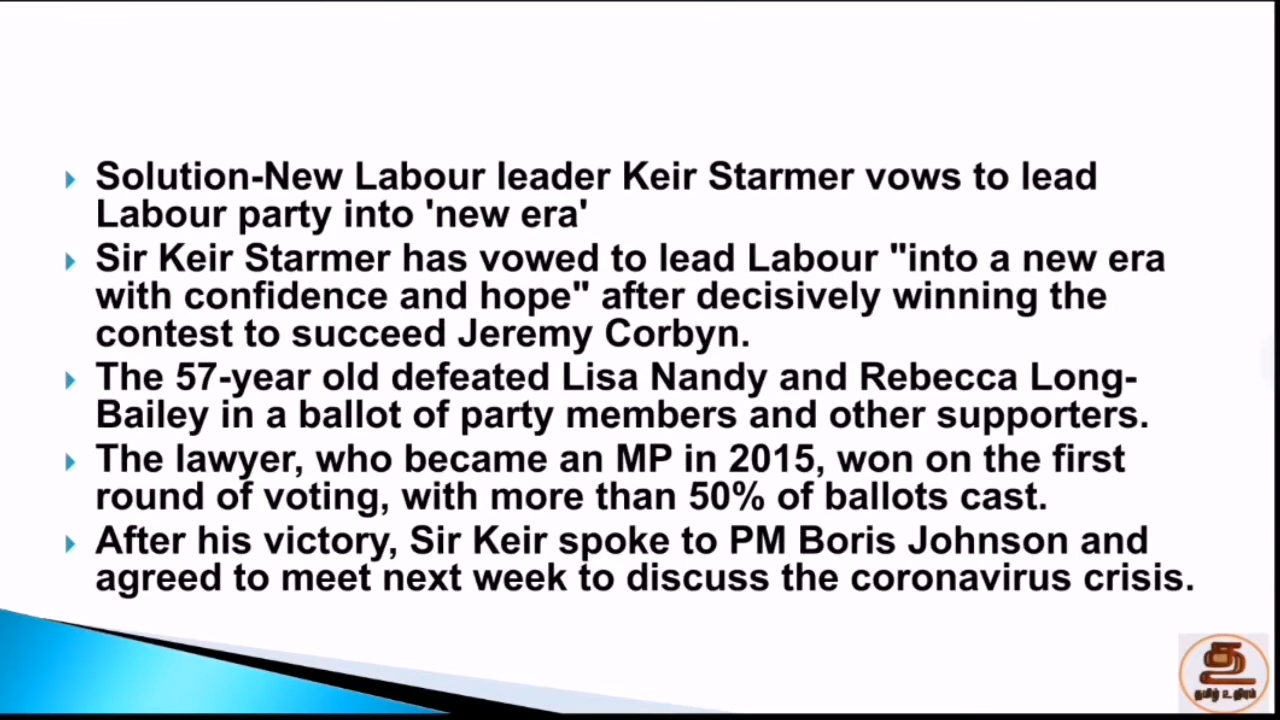 Solution-New Labour leader Keir Starmer vows to lead
Labour party into 'new era'
Sir Keir Starmer has vowed to lead Labour "into a new era
with confidence and hope" after decisively winning the
contest to succeed Jeremy Corbyn.
The 57-year old defeated Lisa Nandy and Rebecca Long-
Bailey in a ballot of party members and other supporters.
The lawyer, who became an MP in 2015, won on the first
round of voting, with more than 50% of ballots cast.
After his victory, Sir Keir spoke to PM Boris Johnson and
agreed to meet next week to discuss the coronavirus crisis.
த
தமிழ் உதிரம்